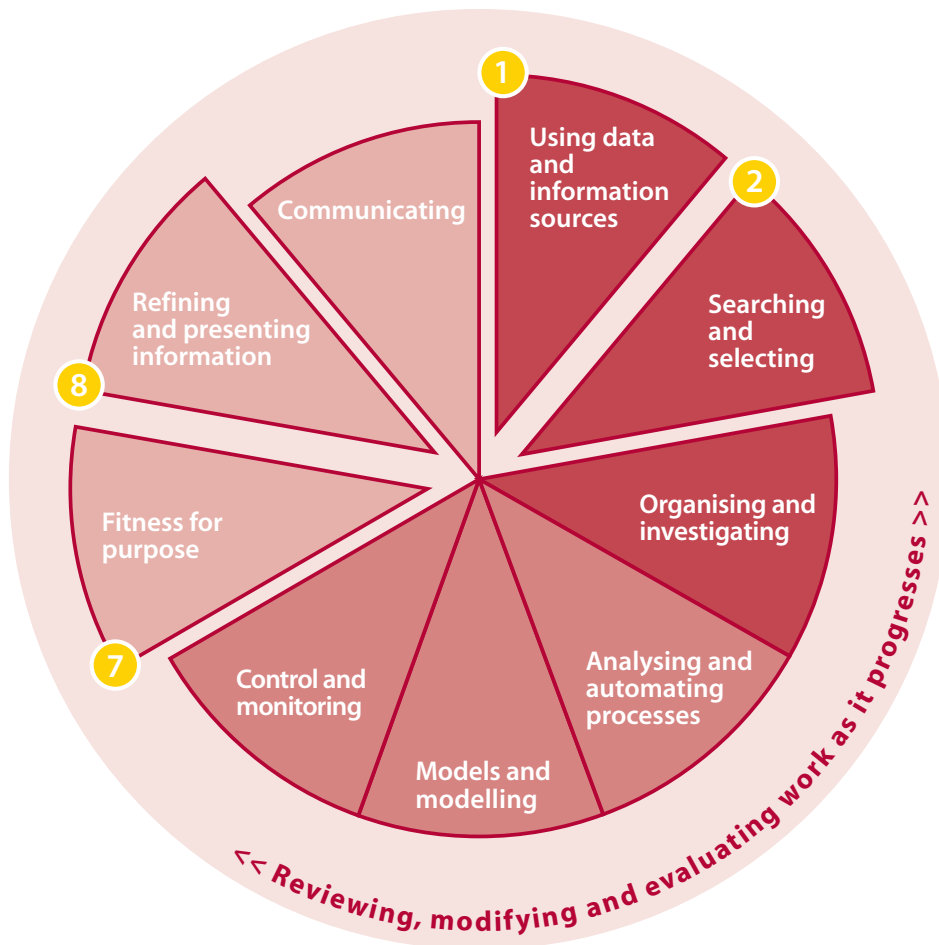 1
Using data
and
information
sources
2
Searching
and
selecting
Organising and
investigating
Analysing and
automating
processes
Models and
modelling
Control and
monitoring
7
Fitness for
purpose
8
Refining
and presenting
information
Communicating
<< Reviewing, modifying and evaluating work as it progresses >>